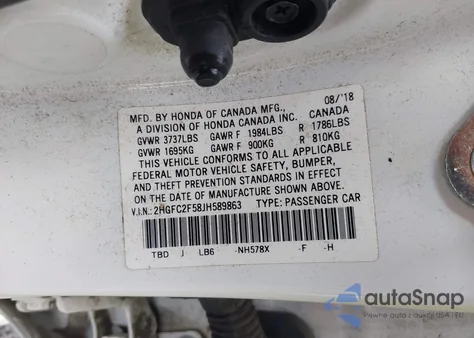 08/'18
MFD. BY HONDA OF CANADA MFG., CANADA
A DIVISION OF HONDA CANADA INC.
GVWR 3737LBS GAWR F 1984LBS R 1786LBS
GVWR 1695KG GAWR F 900KG R 810KG
THIS VEHICLE CONFORMS TO ALL APPLICABLE
FEDERAL MOTOR VEHICLE SAFETY, BUMPER,
AND THEFT PREVENTION STANDARDS IN EFFECT
ON THE DATE OF MANUFACTURE SHOWN ABOVE.
V.I.N.: 2HGFC2F58JH589863 TYPE: PASSENGER CAR
TBD J LB6 -NH578X -F -H
autoSnap